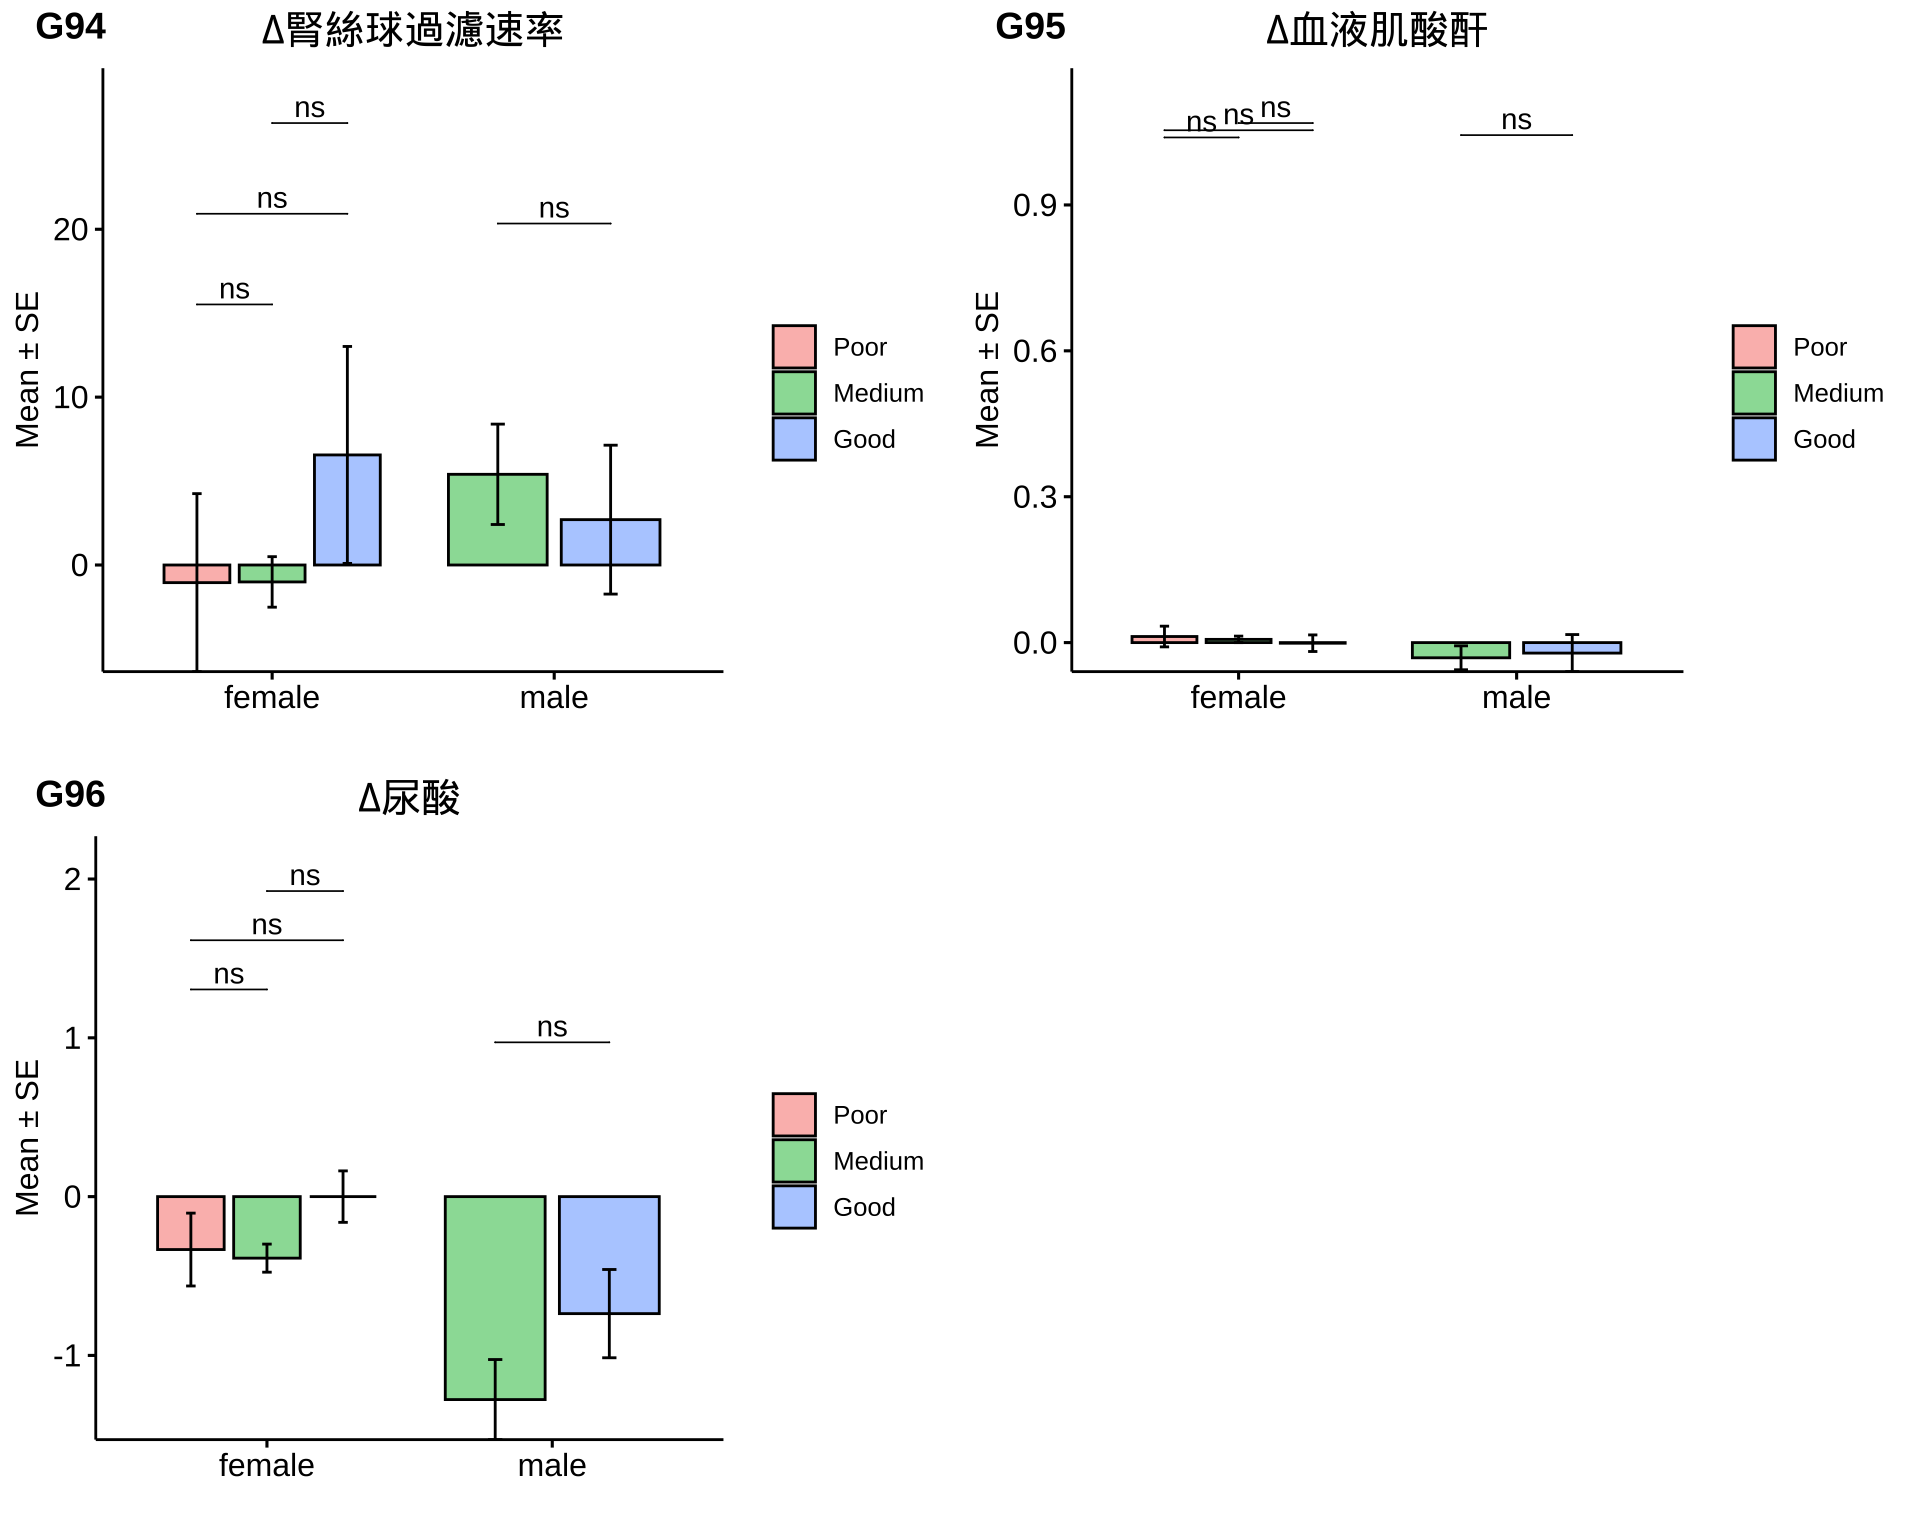 G94
Δ腎絲球過濾速率
Mean ± SE
20
10
0
ns
ns
ns
ns
female
male
Poor
Medium
Good
G95
Δ血液肌酸酐
Mean ± SE
0.9
0.6
0.3
0.0
ns
ns
ns
ns
female
male
Poor
Medium
Good
G96
Δ尿酸
Mean ± SE
2
1
0
-1
ns
ns
ns
ns
female
male
Poor
Medium
Good